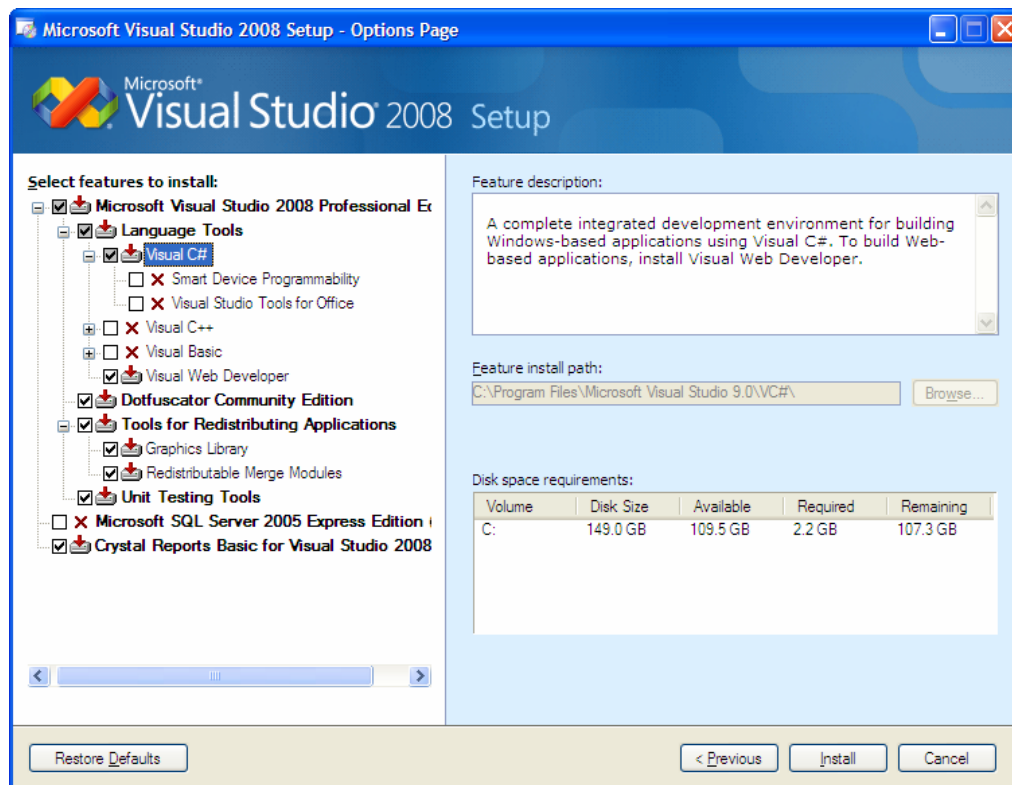 Microsoft Visual Studio 2008 Setup - Options Page
Microsoft®
Visual Studio® 2008 Setup
Select features to install:
Microsoft Visual Studio 2008 Professional Ec
Language Tools
Visual C#
Smart Device Programmability
Visual Studio Tools for Office
Visual C++
Visual Basic
Visual Web Developer
Dotfuscator Community Edition
Tools for Redistributing Applications
Graphics Library
Redistributable Merge Modules
Unit Testing Tools
Microsoft SQL Server 2005 Express Edition (
Crystal Reports Basic for Visual Studio 2008
Feature description:
A complete integrated development environment for building
Windows-based applications using Visual C#. To build Web-
based applications, install Visual Web Developer.
Feature install path:
C:\Program Files\Microsoft Visual Studio 9.0\VC#\ Browse...
Disk space requirements:
Volume Disk Size Available Required Remaining
C: 149.0 GB 109.5 GB 2.2 GB 107.3 GB
Restore Defaults < Previous Install Cancel